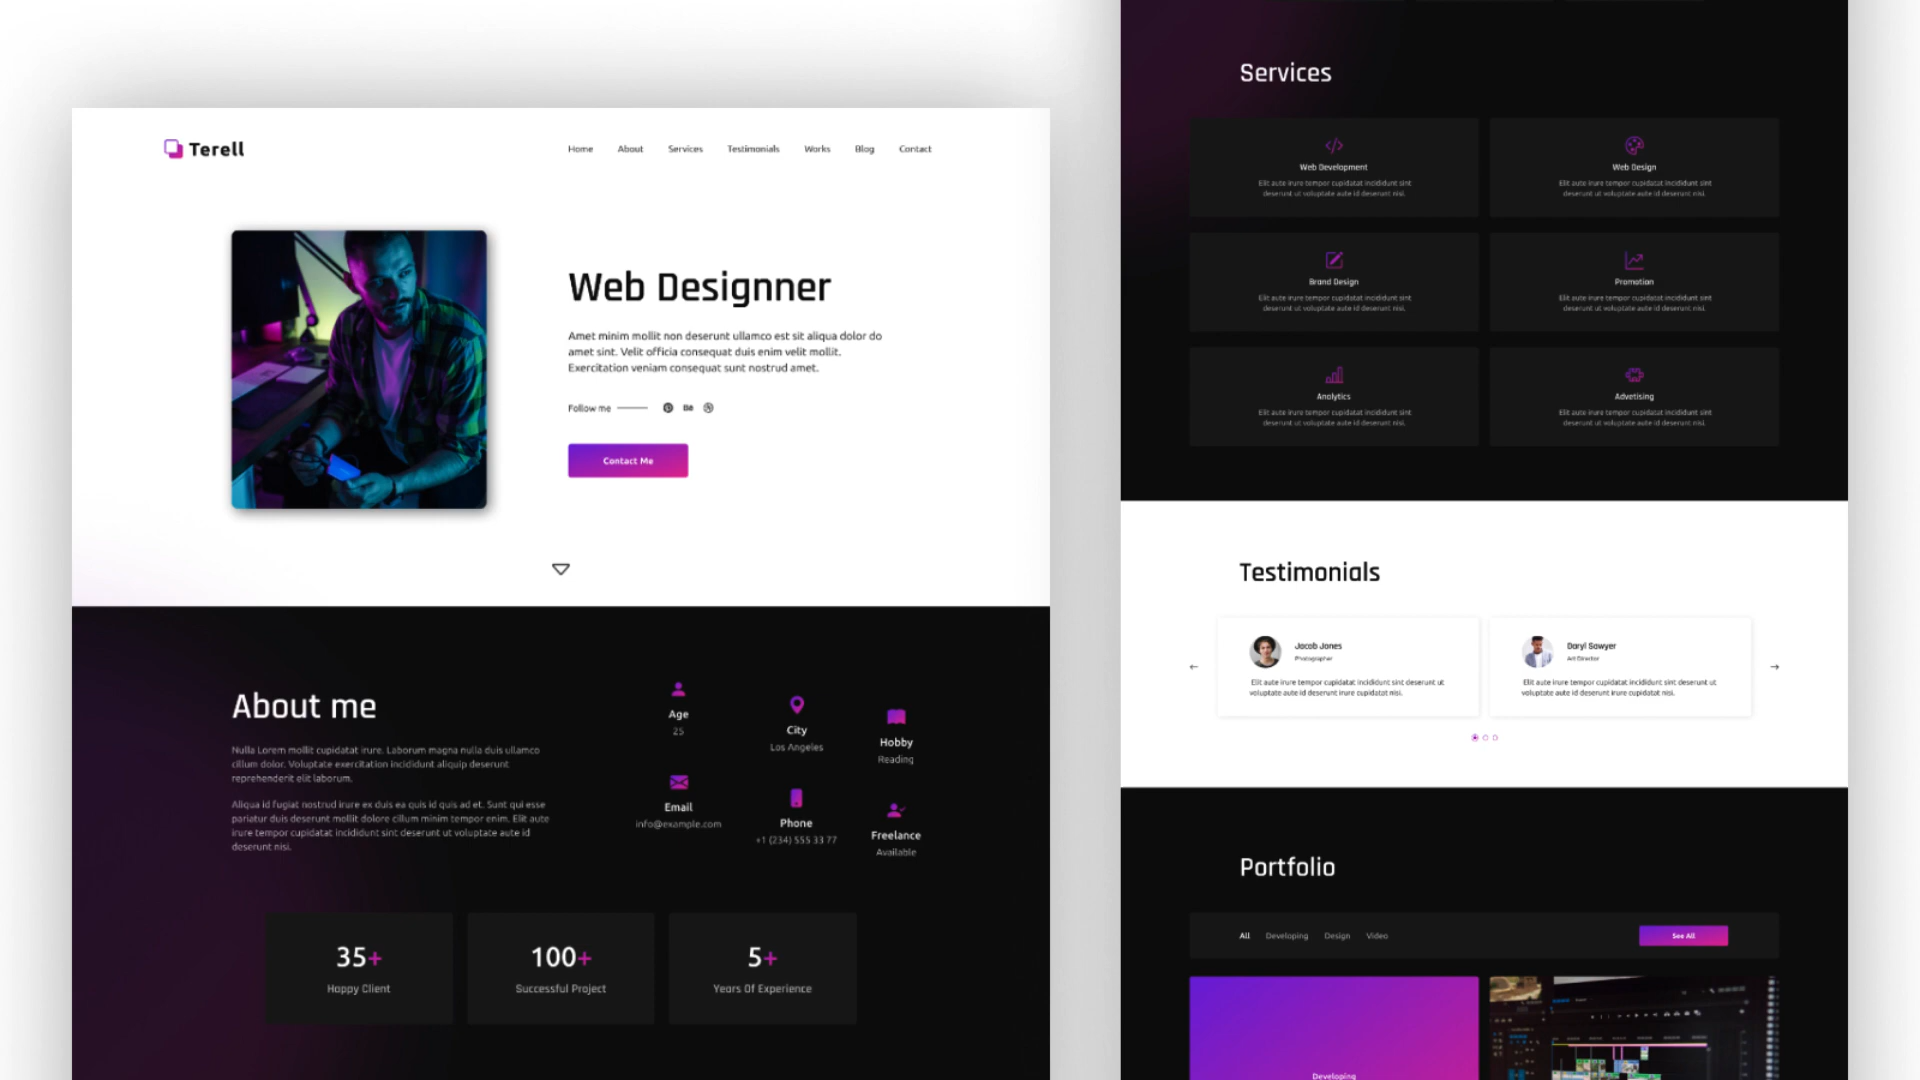 Terell
Home About Services Testimonials Works Blog Contact
Web Designner
Amet minim mollit non deserunt ullamco est sit aliqua dolor do
amet sint. Velit officia consequat duis enim velit mollit.
Exercitation veniam consequat sunt nostrud amet.
Follow me
Contact Me
About me
Nulla Lorem mollit cupidatat irure. Laborum magna nulla duis ullamco
cillum dolor. Voluptate exercitation incididunt aliquip deserunt
reprehenderit elit laborum.
Aliqua id fugiat nostrud irure ex duis ea quis id quis ad et. Sunt qui esse
pariatur duis deserunt mollit dolore cillum minim tempor enim. Elit aute
irure tempor cupidatat incididunt sint deserunt ut voluptate aute id
deserunt nisi.
Age
25
City
Los Angeles
Hobby
Reading
Email
info@example.com
Phone
+1 (234) 555 33 77
Freelance
Available
35+
Happy Client
100+
Successful Project
5+
Years Of Experience
Services
Web Development
Elit aute irure tempor cupidatat incididunt sint
deserunt ut voluptate aute id deserunt nisi.
Web Design
Elit aute irure tempor cupidatat incididunt sint
deserunt ut voluptate aute id deserunt nisi.
Brand Design
Elit aute irure tempor cupidatat incididunt sint
deserunt ut voluptate aute id deserunt nisi.
Promotion
Elit aute irure tempor cupidatat incididunt sint
deserunt ut voluptate aute id deserunt nisi.
Analytics
Elit aute irure tempor cupidatat incididunt sint
deserunt ut voluptate aute id deserunt nisi.
Advetising
Elit aute irure tempor cupidatat incididunt sint
deserunt ut voluptate aute id deserunt nisi.
Testimonials
Jacob Jones
Photographer
Elit aute irure tempor cupidatat incididunt sint deserunt ut
voluptate aute id deserunt irure cupidatat nisi.
Daryl Sawyer
Art Director
Elit aute irure tempor cupidatat incididunt sint deserunt ut
voluptate aute id deserunt irure cupidatat nisi.
Portfolio
All Developing Design Video
See All
Developing